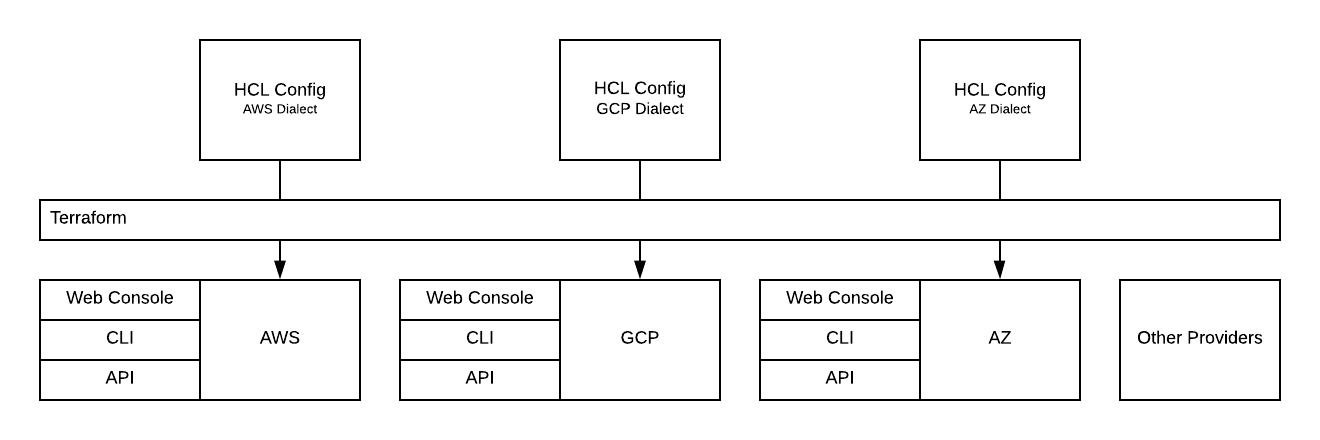 HCL Config
AWS Dialect
HCL Config
GCP Dialect
HCL Config
AZ Dialect
Terraform
Web Console
CLI
API
AWS
Web Console
CLI
API
GCP
Web Console
CLI
API
AZ
Other Providers